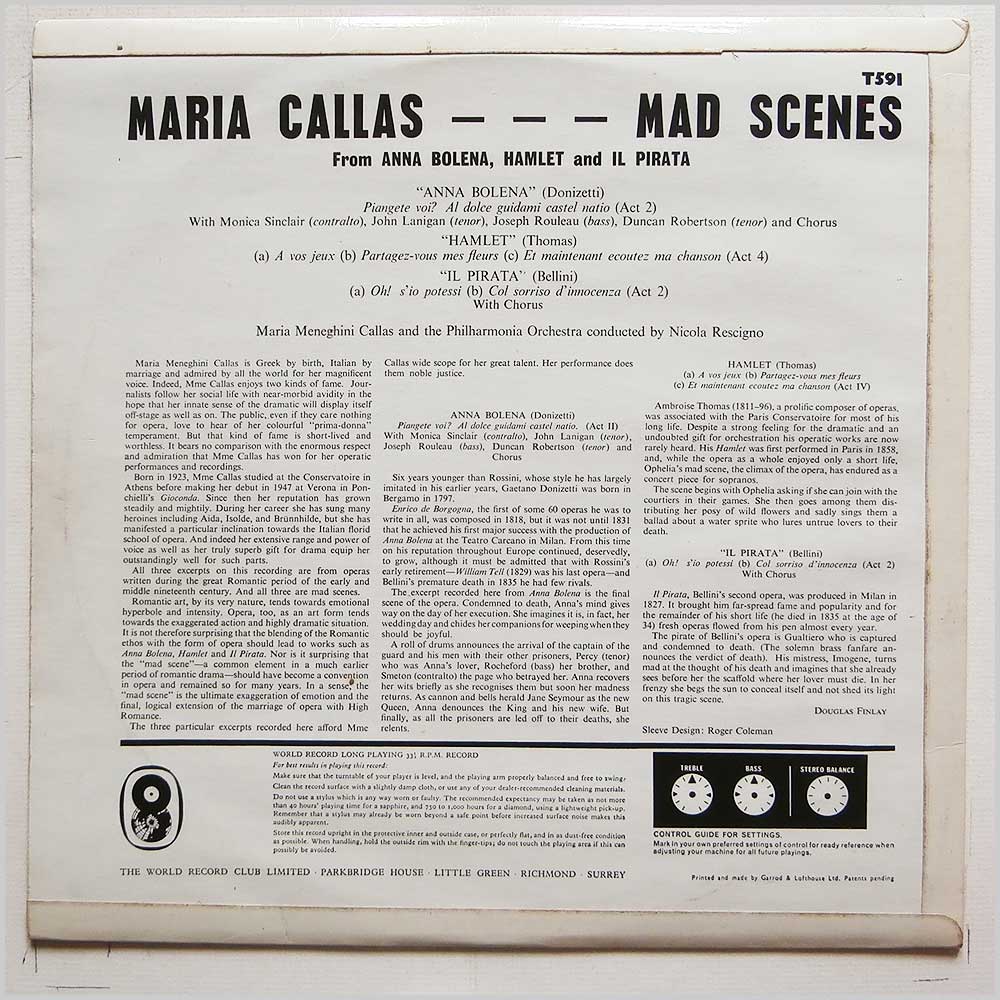 T591
MARIA CALLAS — — — MAD SCENES
From ANNA BOLENA, HAMLET and IL PIRATA
"ANNA BOLENA" (Donizetti)
Piangete voi? Al dolce guidami castel natio (Act 2)
With Monica Sinclair (contralto), John Lanigan (tenor), Joseph Rouleau (bass), Duncan Robertson (tenor) and Chorus
"HAMLET" (Thomas)
(a) A vos jeux (b) Partagez-vous mes fleurs (c) Et maintenant ecoutez ma chanson (Act 4)
"IL PIRATA" (Bellini)
(a) Oh! s'io potessi (b) Col sorriso d'innocenza (Act 2)
With Chorus
Maria Meneghini Callas and the Philharmonia Orchestra conducted by Nicola Rescigno
Maria Meneghini Callas is Greek by birth, Italian by
marriage and admired by all the world for her magnificent
voice. Indeed, Mme Callas enjoys two kinds of fame. Jour-
nalists follow her social life with near-morbid avidity in the
hope that her innate sense of the dramatic will display itself
off-stage as well as on. The public, even if they care nothing
for opera, love to hear of her colourful "prima-donna"
temperament. But that kind of fame is short-lived and
worthless. It bears no comparison with the enormous respect
and admiration that Mme Callas has won for her operatic
performances and recordings.
Born in 1923, Mme Callas studied at the Conservatoire in
Athens before making her debut in 1947 at Verona in Pon-
chielli's Gioconda. Since then her reputation has grown
steadily and mightily. During her career she has sung many
heroines including Aida, Isolde, and Brünnhilde, but she has
manifested a particular inclination towards the Italian florid
school of opera. And indeed her extensive range and power of
voice as well as her truly superb gift for drama equip her
outstandingly well for such parts.
All three excerpts on this recording are from operas
written during the great Romantic period of the early and
middle nineteenth century. And all three are mad scenes.
Romantic art, by its very nature, tends towards emotional
hyperbole and intensity. Opera, too, as an art form tends
towards the exaggerated action and highly dramatic situation.
It is not therefore surprising that the blending of the Romantic
ethos with the form of opera should lead to works such as
Anna Bolena, Hamlet and Il Pirata. Nor is it surprising that
the "mad scene"—a common element in a much earlier
period of romantic drama—should have become a convention
in opera and remained so for many years. In a sense, the
"mad scene" is the ultimate exaggeration of emotion and the
final, logical extension of the marriage of opera with High
Romance.
The three particular excerpts recorded here afford Mme
Callas wide scope for her great talent. Her performance does
them noble justice.
ANNA BOLENA (Donizetti)
Piangete voi? Al dolce guidami castel natio. (Act II)
With Monica Sinclair (contralto), John Lanigan (tenor),
Joseph Rouleau (bass), Duncan Robertson (tenor) and
Chorus
Six years younger than Rossini, whose style he has largely
imitated in his earlier years, Gaetano Donizetti was born in
Bergamo in 1797.
Enrico de Borgogna, the first of some 60 operas he was to
write in all, was composed in 1818, but it was not until 1831
that he achieved his first major success with the production of
Anna Bolena at the Teatro Carcano in Milan. From this time
on his reputation throughout Europe continued, deservedly,
to grow, although it must be admitted that with Rossini's
early retirement—William Tell (1829) was his last opera—and
Bellini's premature death in 1835 he had few rivals.
The excerpt recorded here from Anna Bolena is the final
scene of the opera. Condemned to death, Anna's mind gives
way on the day of her execution. She imagines it is, in fact, her
wedding day and chides her companions for weeping when they
should be joyful.
A roll of drums announces the arrival of the captain of the
guard and his men with their other prisoners, Percy (tenor)
who was Anna's lover, Rocheford (bass) her brother, and
Smeton (contralto) the page who betrayed her. Anna recovers
her wits briefly as she recognises them but soon her madness
returns. As cannon and bells herald Jane Seymour as the new
Queen, Anna denounces the King and his new wife. But
finally, as all the prisoners are led off to their deaths, she
relents.
HAMLET (Thomas)
(a) A vos jeux (b) Partagez-vous mes fleurs
(c) Et maintenant ecoutez ma chanson (Act IV)
Ambroise Thomas (1811-96), a prolific composer of operas,
was associated with the Paris Conservatoire for most of his
long life. Despite a strong feeling for the dramatic and an
undoubted gift for orchestration his operatic works are now
rarely heard. His Hamlet was first performed in Paris in 1858,
and, while the opera as a whole enjoyed only a short life,
Ophelia's mad scene, the climax of the opera, has endured as a
concert piece for sopranos.
The scene begins with Ophelia asking if she can join with the
courtiers in their games. She then goes among them dis-
tributing her posy of wild flowers and sadly sings them a
ballad about a water sprite who lures untrue lovers to their
death.
"IL PIRATA" (Bellini)
(a) Oh! s'io potessi (b) Col sorriso d'innocenza (Act 2)
With Chorus
Il Pirata, Bellini's second opera, was produced in Milan in
1827. It brought him far-spread fame and popularity and for
the remainder of his short life (he died in 1835 at the age of
34) fresh operas flowed from his pen almost every year.
The pirate of Bellini's opera is Gualtiero who is captured
and condemned to death. (The solemn brass fanfare an-
nounces the verdict of death). His mistress, Imogene, turns
mad at the thought of his death and imagines that she already
sees before her the scaffold where her lover must die. In her
frenzy she begs the sun to conceal itself and not shed its light
on this tragic scene.
DOUGLAS FINLAY
Sleeve Design: Roger Coleman
WORLD RECORD LONG PLAYING 33⅓ R.P.M. RECORD
For best results in playing this record:
Make sure that the turntable of your player is level, and the playing arm properly balanced and free to swing.
Clean the record surface with a slightly damp cloth, or use any of your dealer-recommended cleaning materials.
Do not use a stylus which is any way worn or faulty. The recommended expectancy may be taken as not more
than 40 hours' playing time for a sapphire, and 750 to 1,000 hours for a diamond, using a lightweight pick-up.
Remember that a stylus may already be worn beyond a safe point before increased surface noise makes this
audibly apparent.
Store this record upright in the protective inner and outside case, or perfectly flat, and in as dust-free condition
as possible. When handling, hold the outside rim with the finger-tips; do not touch the playing area if this can
possibly be avoided.
TREBLE BASS STEREO BALANCE
CONTROL GUIDE FOR SETTINGS.
Mark in your own preferred settings of control for ready reference when
adjusting your machine for all future playings.
THE WORLD RECORD CLUB LIMITED · PARKBRIDGE HOUSE · LITTLE GREEN · RICHMOND · SURREY
Printed and made by Garrod & Lofthouse Ltd. Patents pending